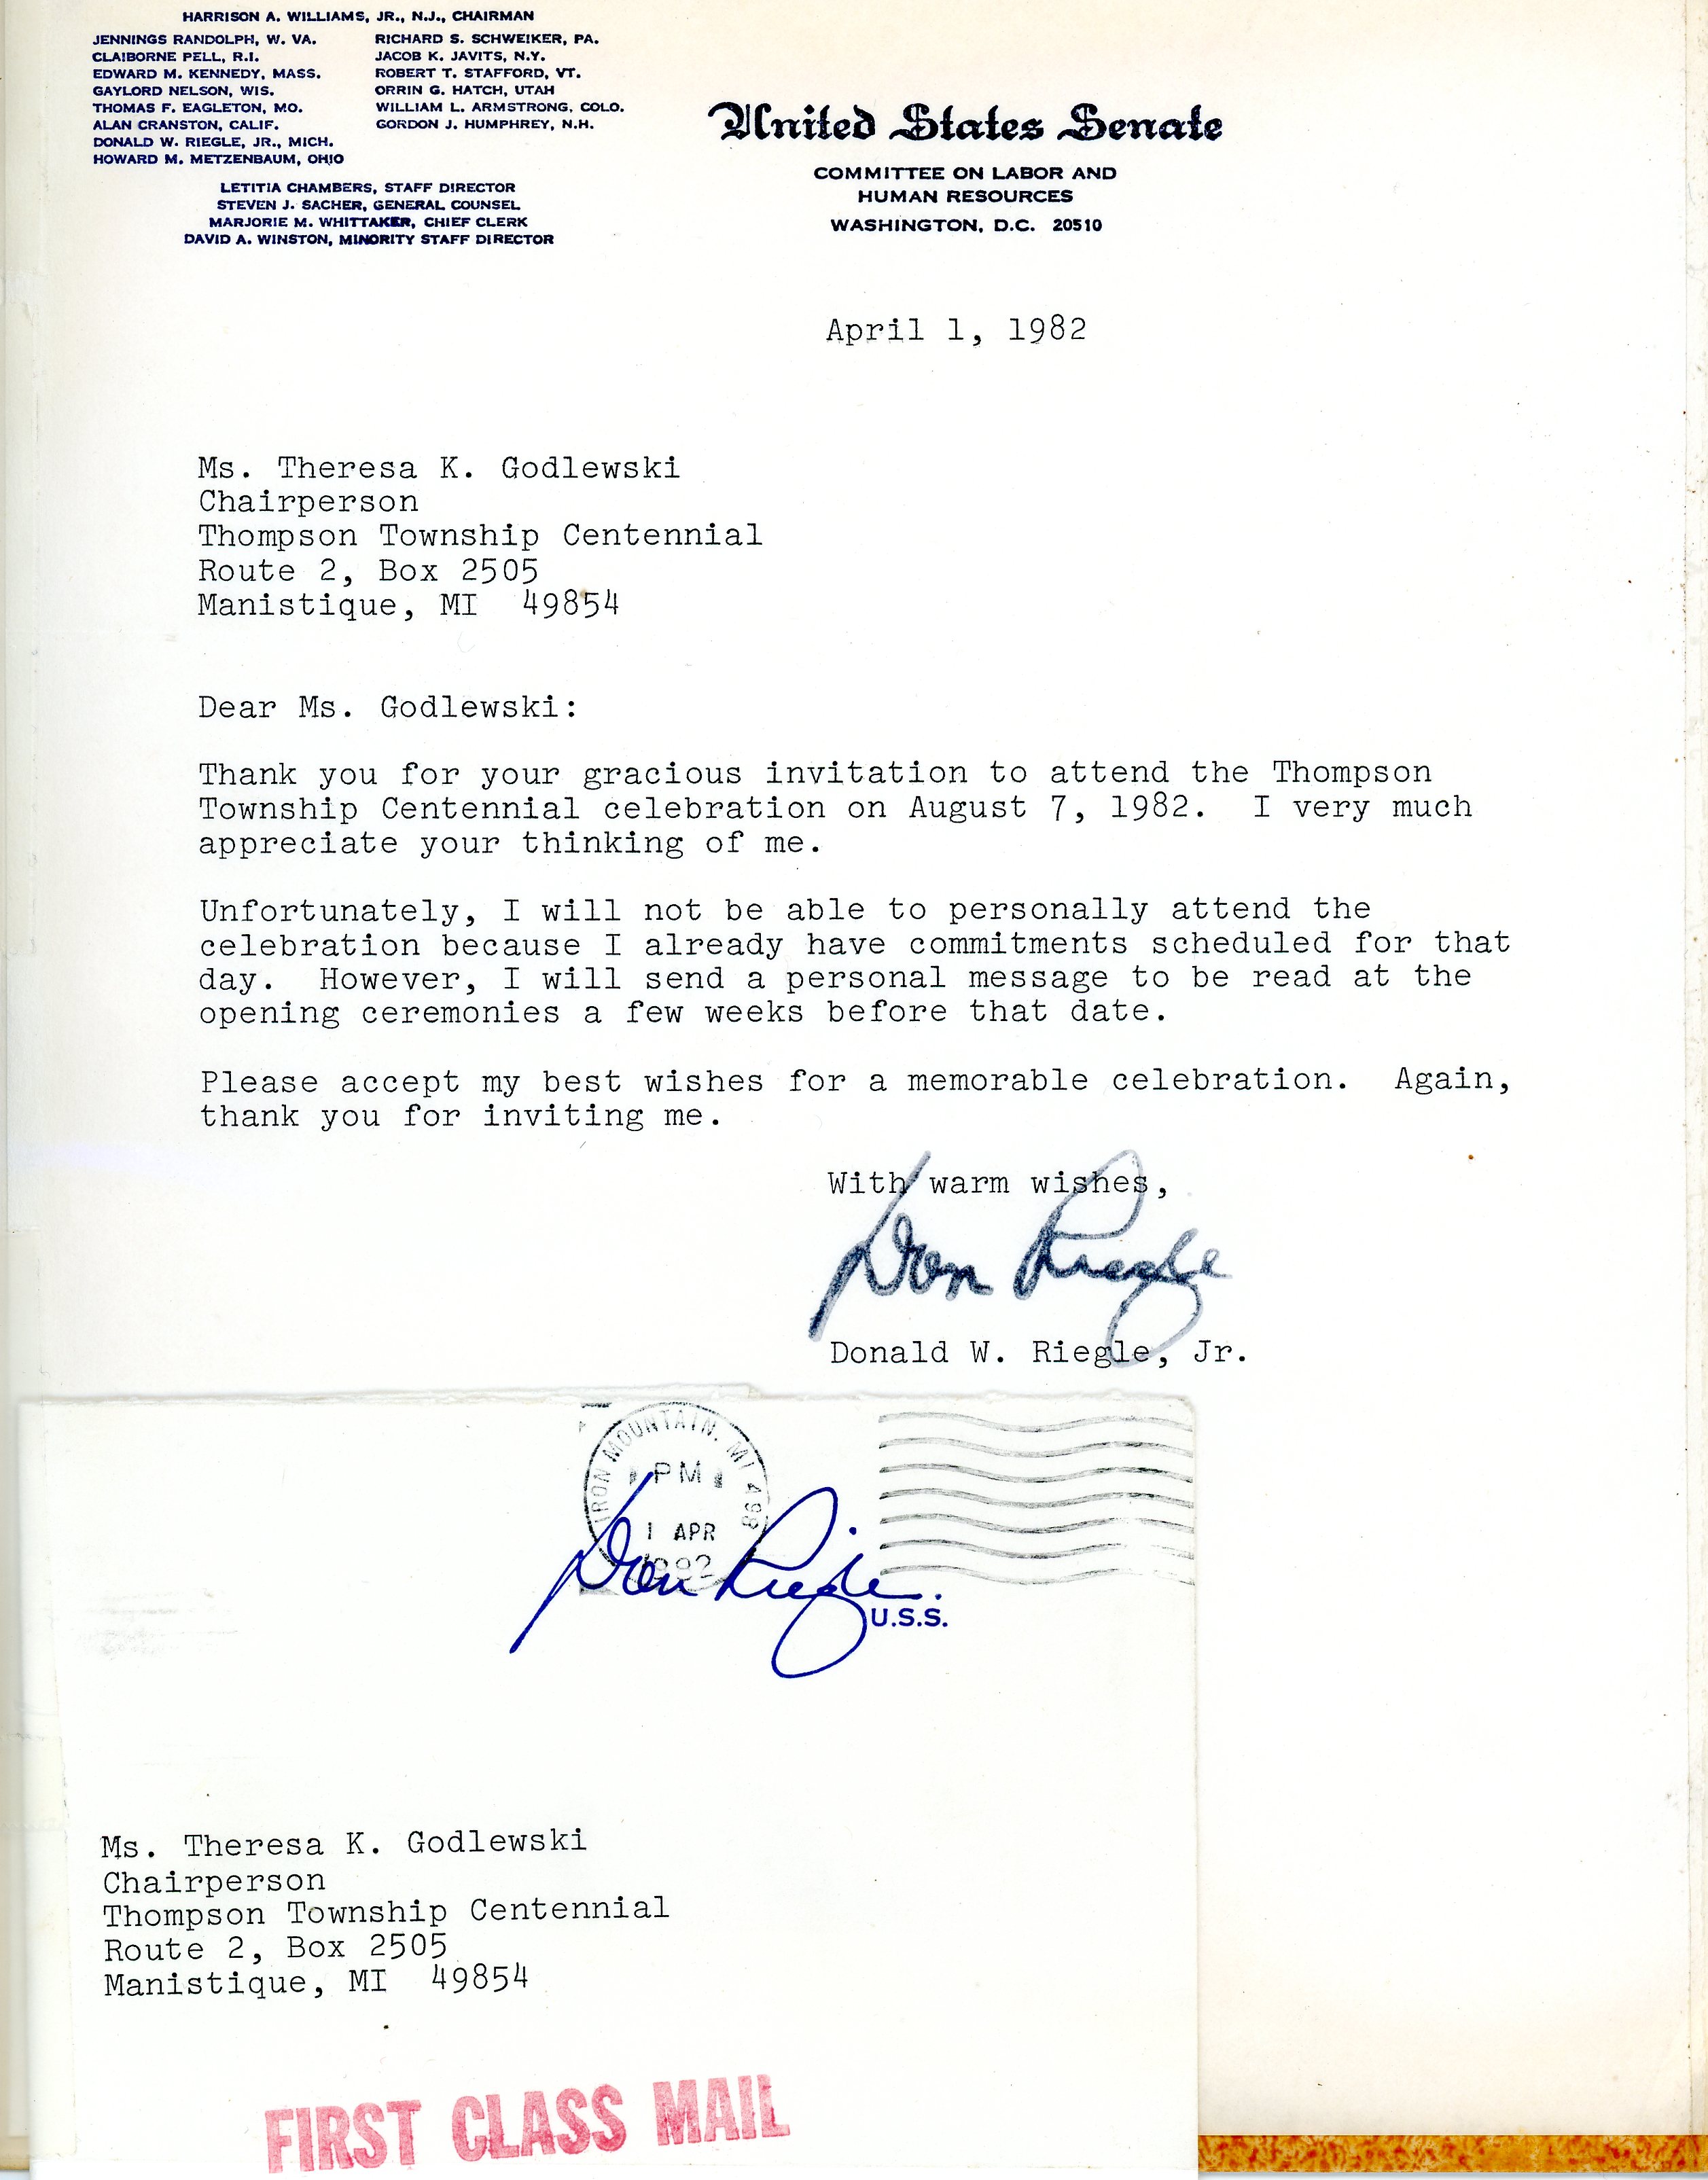 HARRISON A. WILLIAMS, JR., N.J., CHAIRMAN
JENNINGS RANDOLPH, W. VA.
CLAIBORNE PELL, R.I.
EDWARD M. KENNEDY, MASS.
GAYLORD NELSON, WIS.
THOMAS F. EAGLETON, MO.
ALAN CRANSTON, CALIF.
DONALD W. RIEGLE, JR., MICH.
HOWARD M. METZENBAUM, OHIO
RICHARD S. SCHWEIKER, PA.
JACOB K. JAVITS, N.Y.
ROBERT T. STAFFORD, VT.
ORRIN G. HATCH, UTAH
WILLIAM L. ARMSTRONG, COLO.
GORDON J. HUMPHREY, N.H.
LETITIA CHAMBERS, STAFF DIRECTOR
STEVEN J. SACHER, GENERAL COUNSEL
MARJORIE M. WHITTAKER, CHIEF CLERK
DAVID A. WINSTON, MINORITY STAFF DIRECTOR
United States Senate
COMMITTEE ON LABOR AND
HUMAN RESOURCES
WASHINGTON, D.C. 20510
April 1, 1982
Ms. Theresa K. Godlewski
Chairperson
Thompson Township Centennial
Route 2, Box 2505
Manistique, MI 49854
Dear Ms. Godlewski:
Thank you for your gracious invitation to attend the Thompson
Township Centennial celebration on August 7, 1982. I very much
appreciate your thinking of me.
Unfortunately, I will not be able to personally attend the
celebration because I already have commitments scheduled for that
day. However, I will send a personal message to be read at the
opening ceremonies a few weeks before that date.
Please accept my best wishes for a memorable celebration. Again,
thank you for inviting me.
With warm wishes,
Don Riegle
Donald W. Riegle, Jr.
IRON MOUNTAIN, MI 498
PM
1 APR
1982
Don Riegle
U.S.S.
Ms. Theresa K. Godlewski
Chairperson
Thompson Township Centennial
Route 2, Box 2505
Manistique, MI 49854
FIRST CLASS MAIL